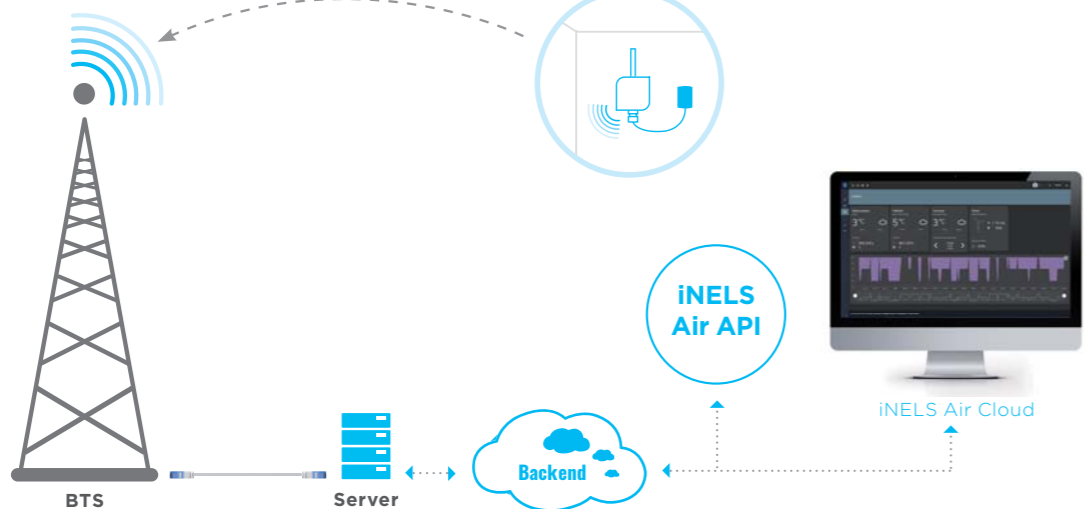 iNELS
Air API
iNELS Air Cloud
Backend
BTS
Server